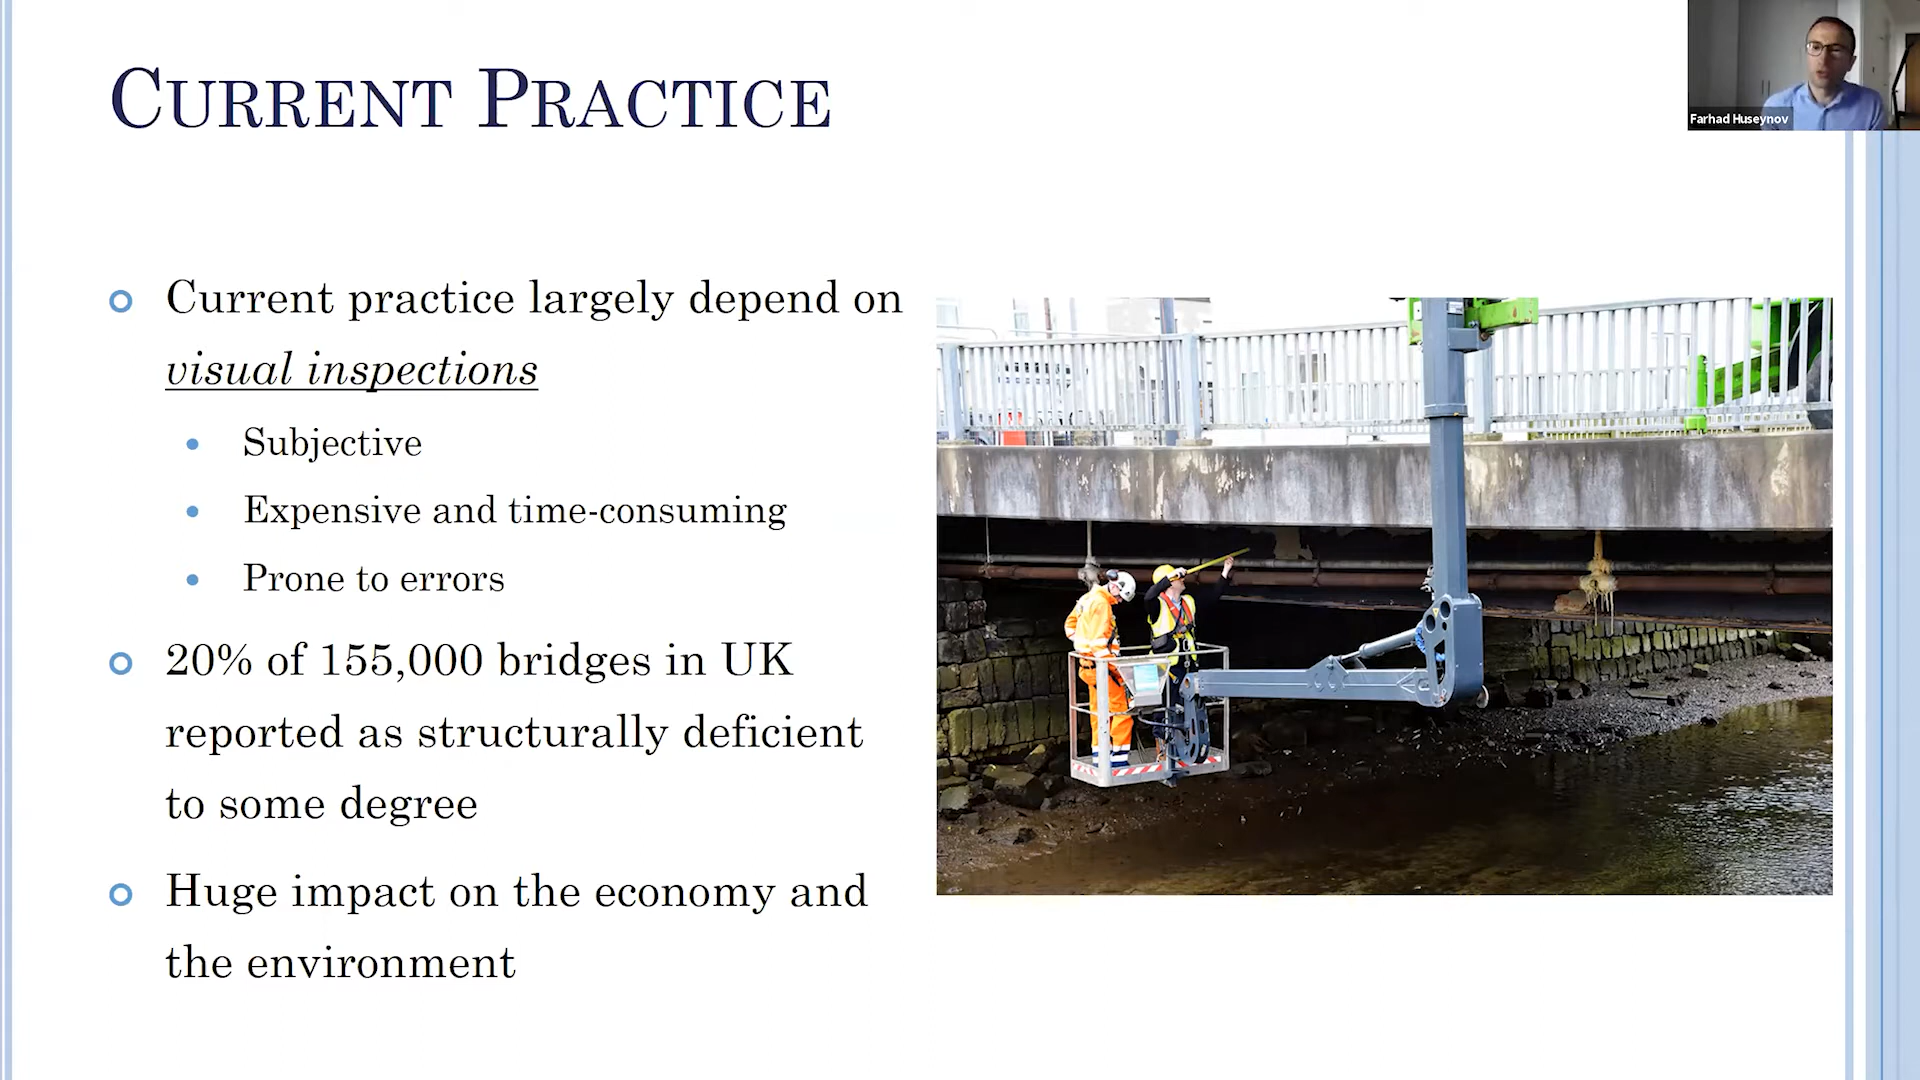 CURRENT PRACTICE
Farhad Huseynov
Current practice largely depend on
visual inspections
Subjective
Expensive and time-consuming
Prone to errors
20% of 155,000 bridges in UK
reported as structurally deficient
to some degree
Huge impact on the economy and
the environment